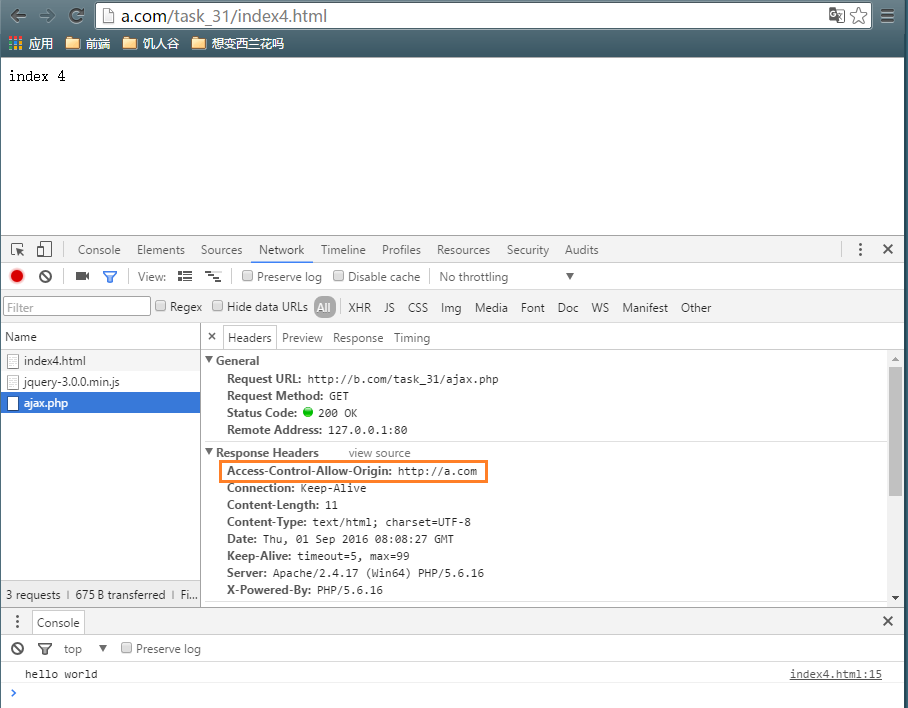 a.com/task_31/index4.html
应用 前端 饥人谷 想变西兰花吗
index 4
Console Elements Sources Network Timeline Profiles Resources Security Audits
View: Preserve log Disable cache No throttling
Filter Regex Hide data URLs All XHR JS CSS Img Media Font Doc WS Manifest Other
Name
index4.html
jquery-3.0.0.min.js
ajax.php
3 requests | 675 B transferred | Fi...
× Headers Preview Response Timing
General
Request URL: http://b.com/task_31/ajax.php
Request Method: GET
Status Code: 200 OK
Remote Address: 127.0.0.1:80
Response Headers view source
Access-Control-Allow-Origin: http://a.com
Connection: Keep-Alive
Content-Length: 11
Content-Type: text/html; charset=UTF-8
Date: Thu, 01 Sep 2016 08:08:27 GMT
Keep-Alive: timeout=5, max=99
Server: Apache/2.4.17 (Win64) PHP/5.6.16
X-Powered-By: PHP/5.6.16
Console
top Preserve log
hello world index4.html:15